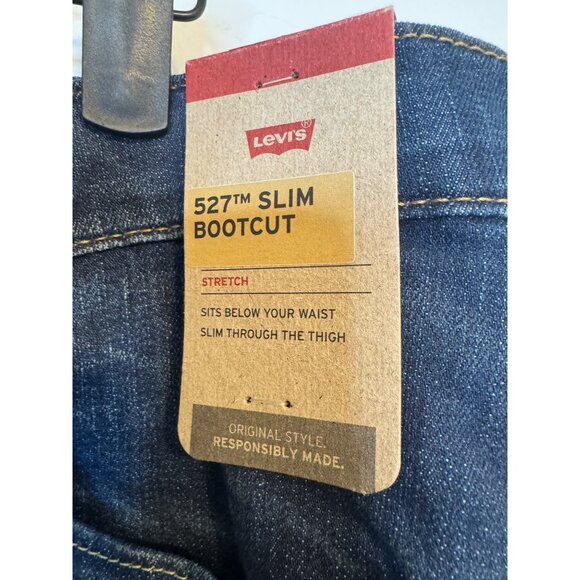 Levi's®
527™ SLIM
BOOTCUT
STRETCH
SITS BELOW YOUR WAIST
SLIM THROUGH THE THIGH
ORIGINAL STYLE.
RESPONSIBLY MADE.